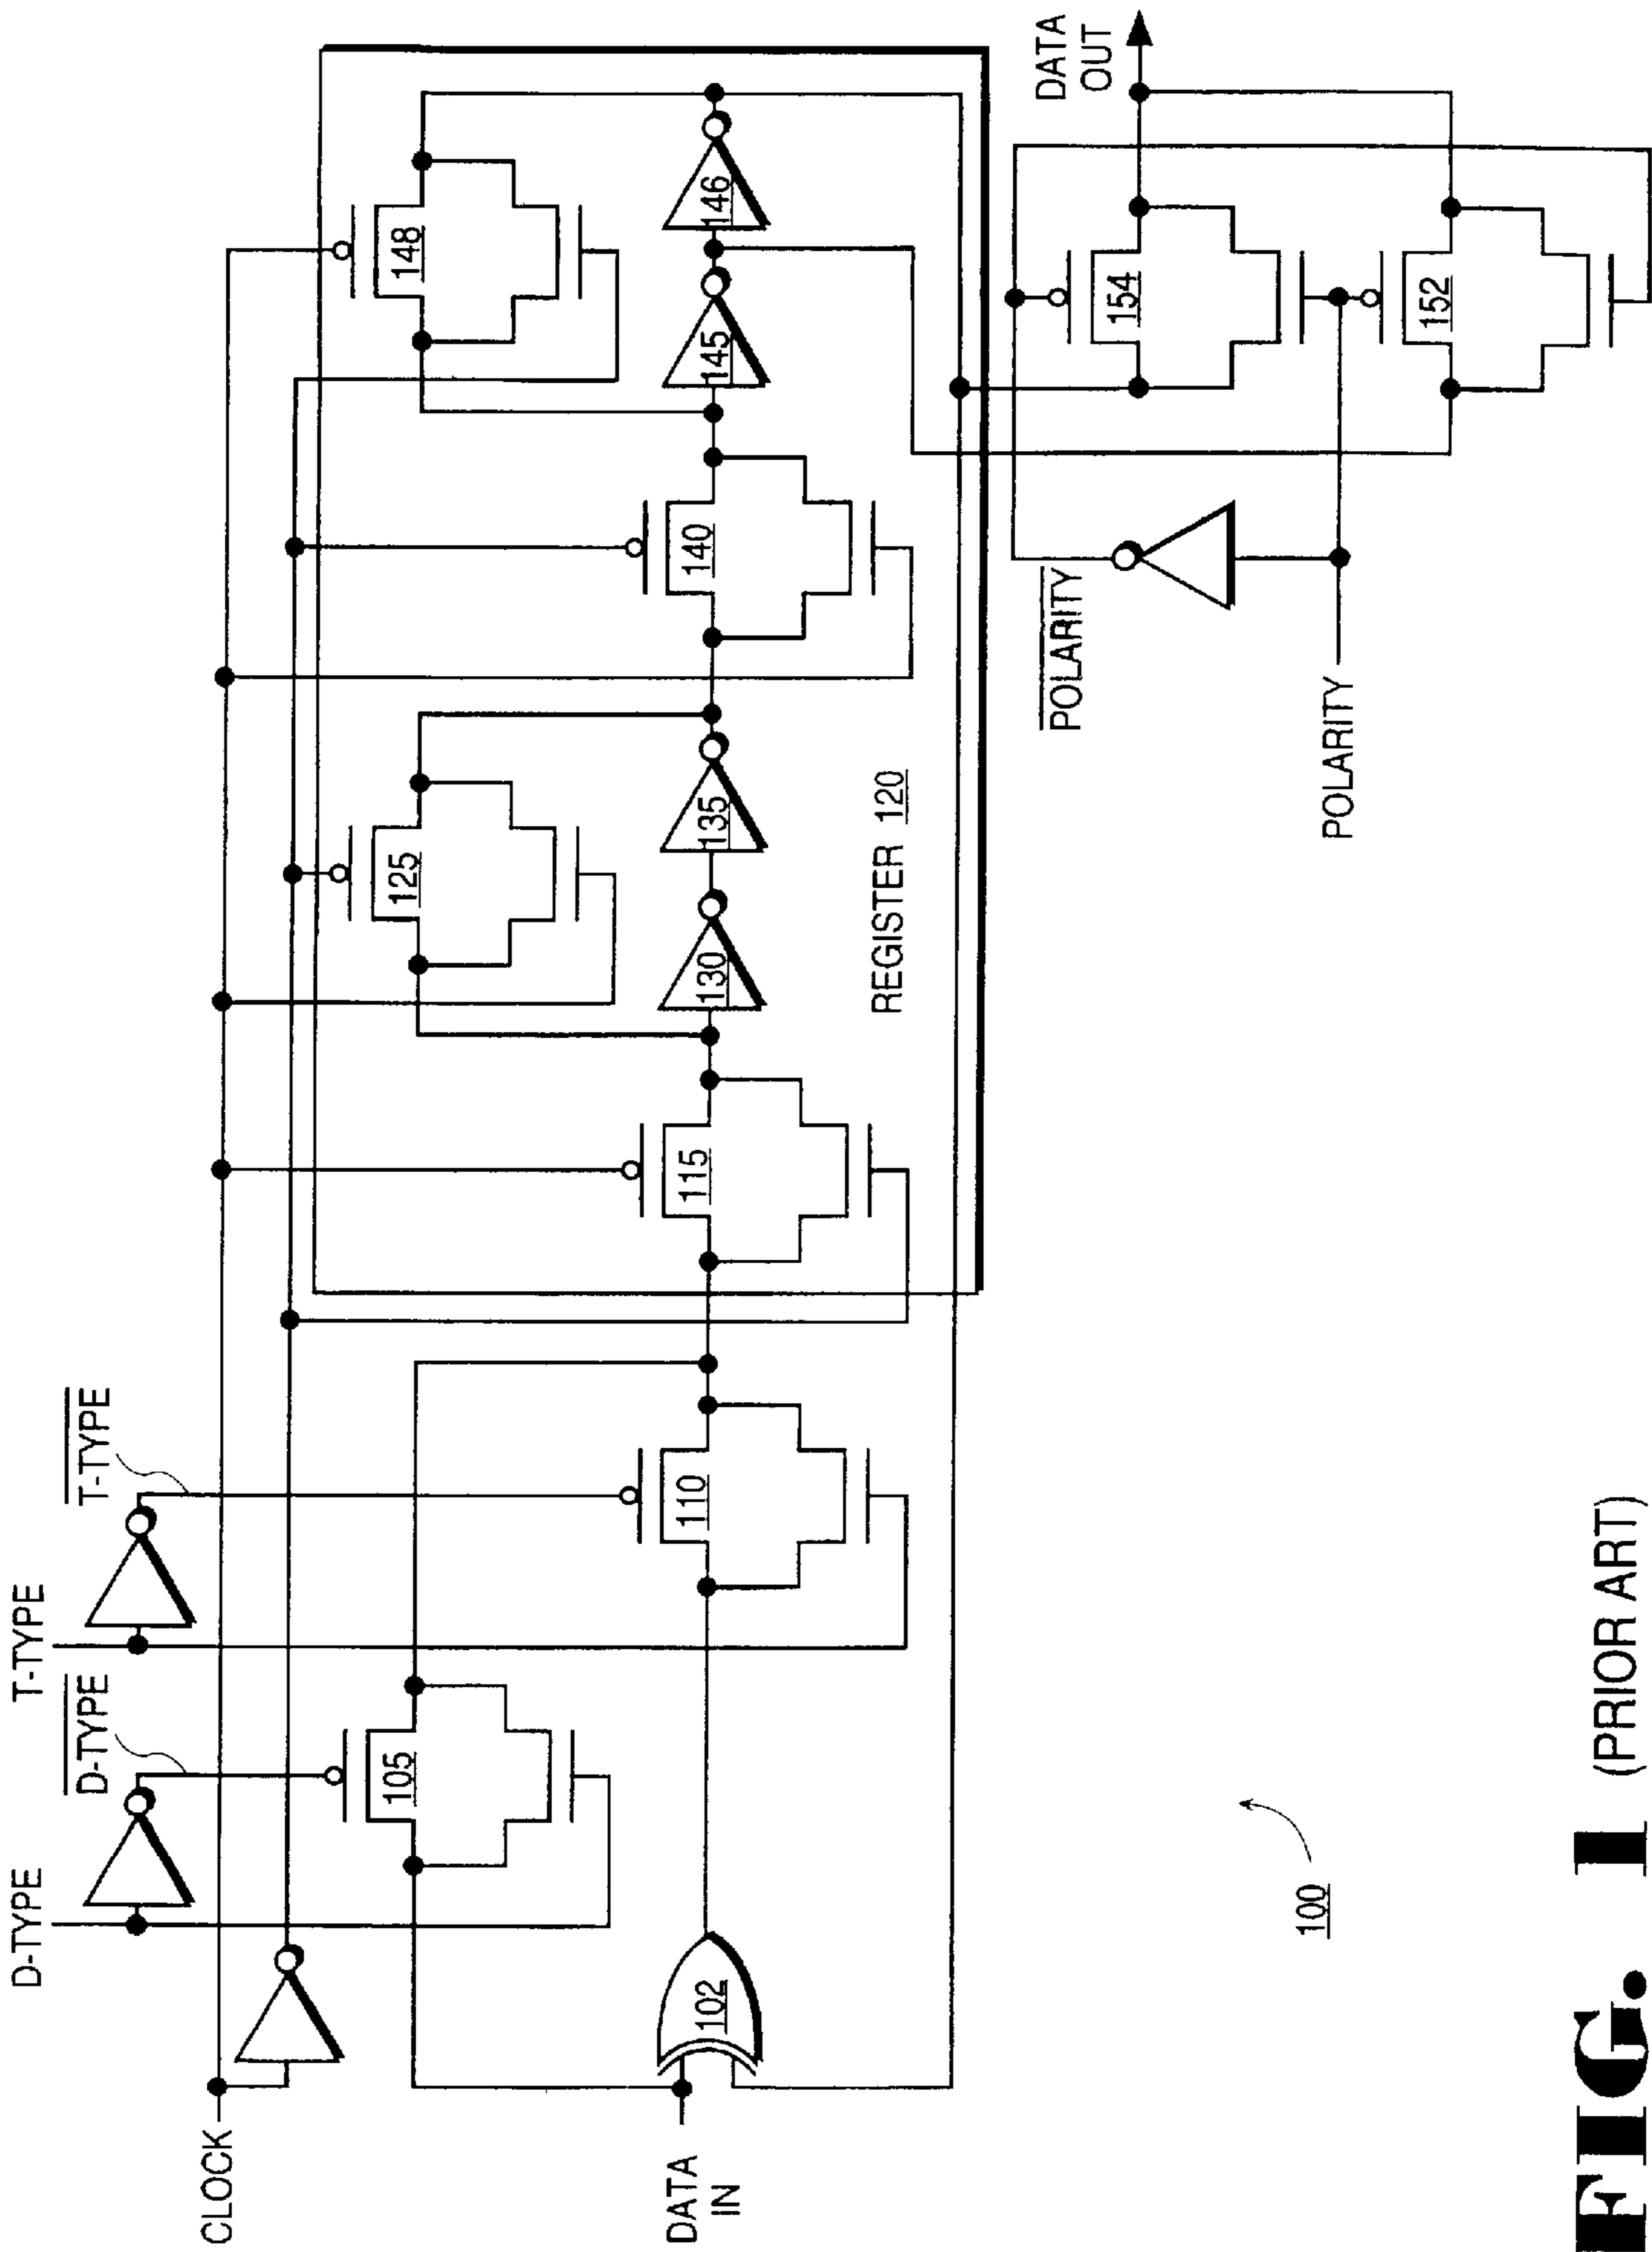 D-TYPE
D-TYPE
T-TYPE
T-TYPE
CLOCK
105
148
125
DATA
IN
102
110
115
130
135
140
145
146
REGISTER 120
DATA
OUT
POLARITY
154
POLARITY
152
100
FIG. 1 (PRIOR ART)